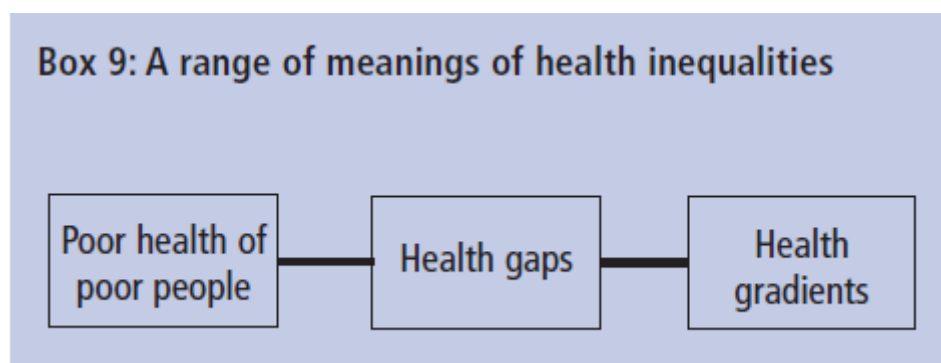 Box 9: A range of meanings of health inequalities
Poor health of
poor people
Health gaps
Health
gradients